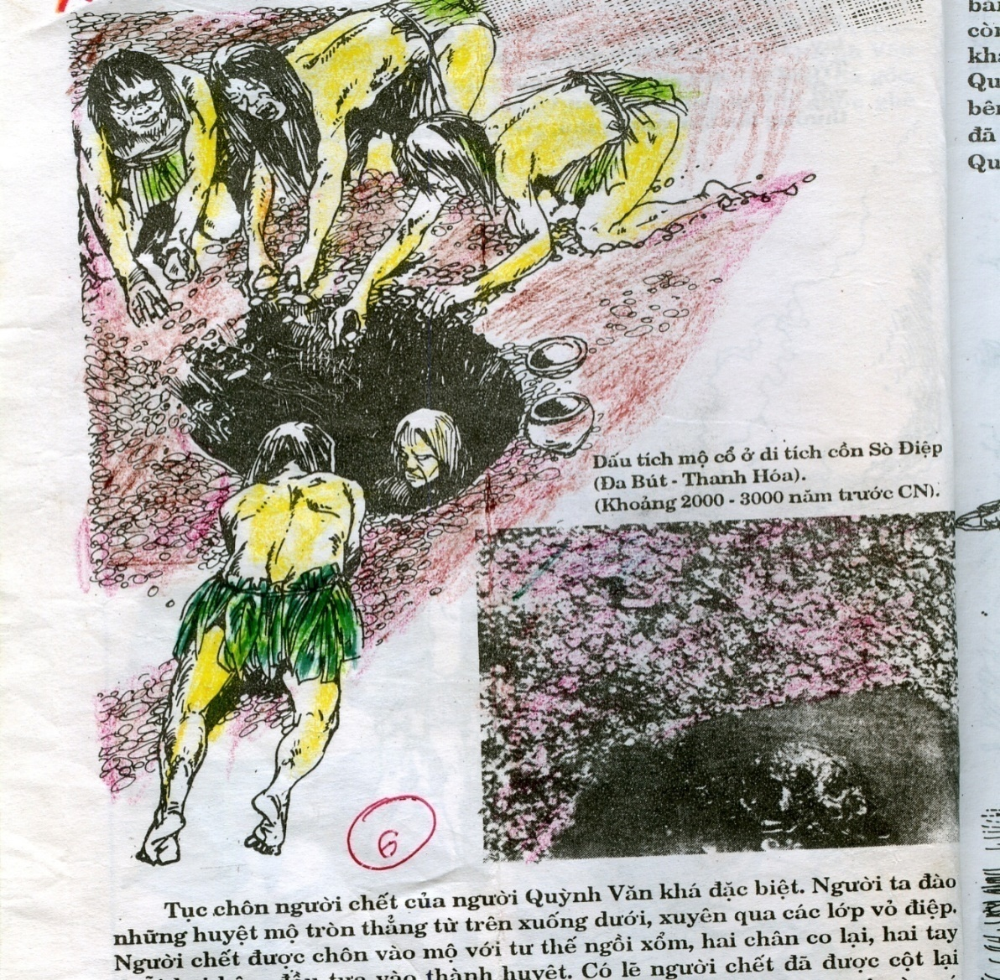 còn
Qu
bên
đã
Qu
Dấu tích mộ cổ ở di tích cồn Sò Điệp
(Đa Bút - Thanh Hóa).
(Khoảng 2000 - 3000 năm trước CN).
6
Tục chôn người chết của người Quỳnh Văn khá đặc biệt. Người ta đào
những huyệt mộ tròn thẳng từ trên xuống dưới, xuyên qua các lớp vỏ điệp.
Người chết được chôn vào mộ với tư thế ngồi xổm, hai chân co lại, hai tay
đầu tựa vào thành huyệt. Có lẽ người chết đã được cột lại